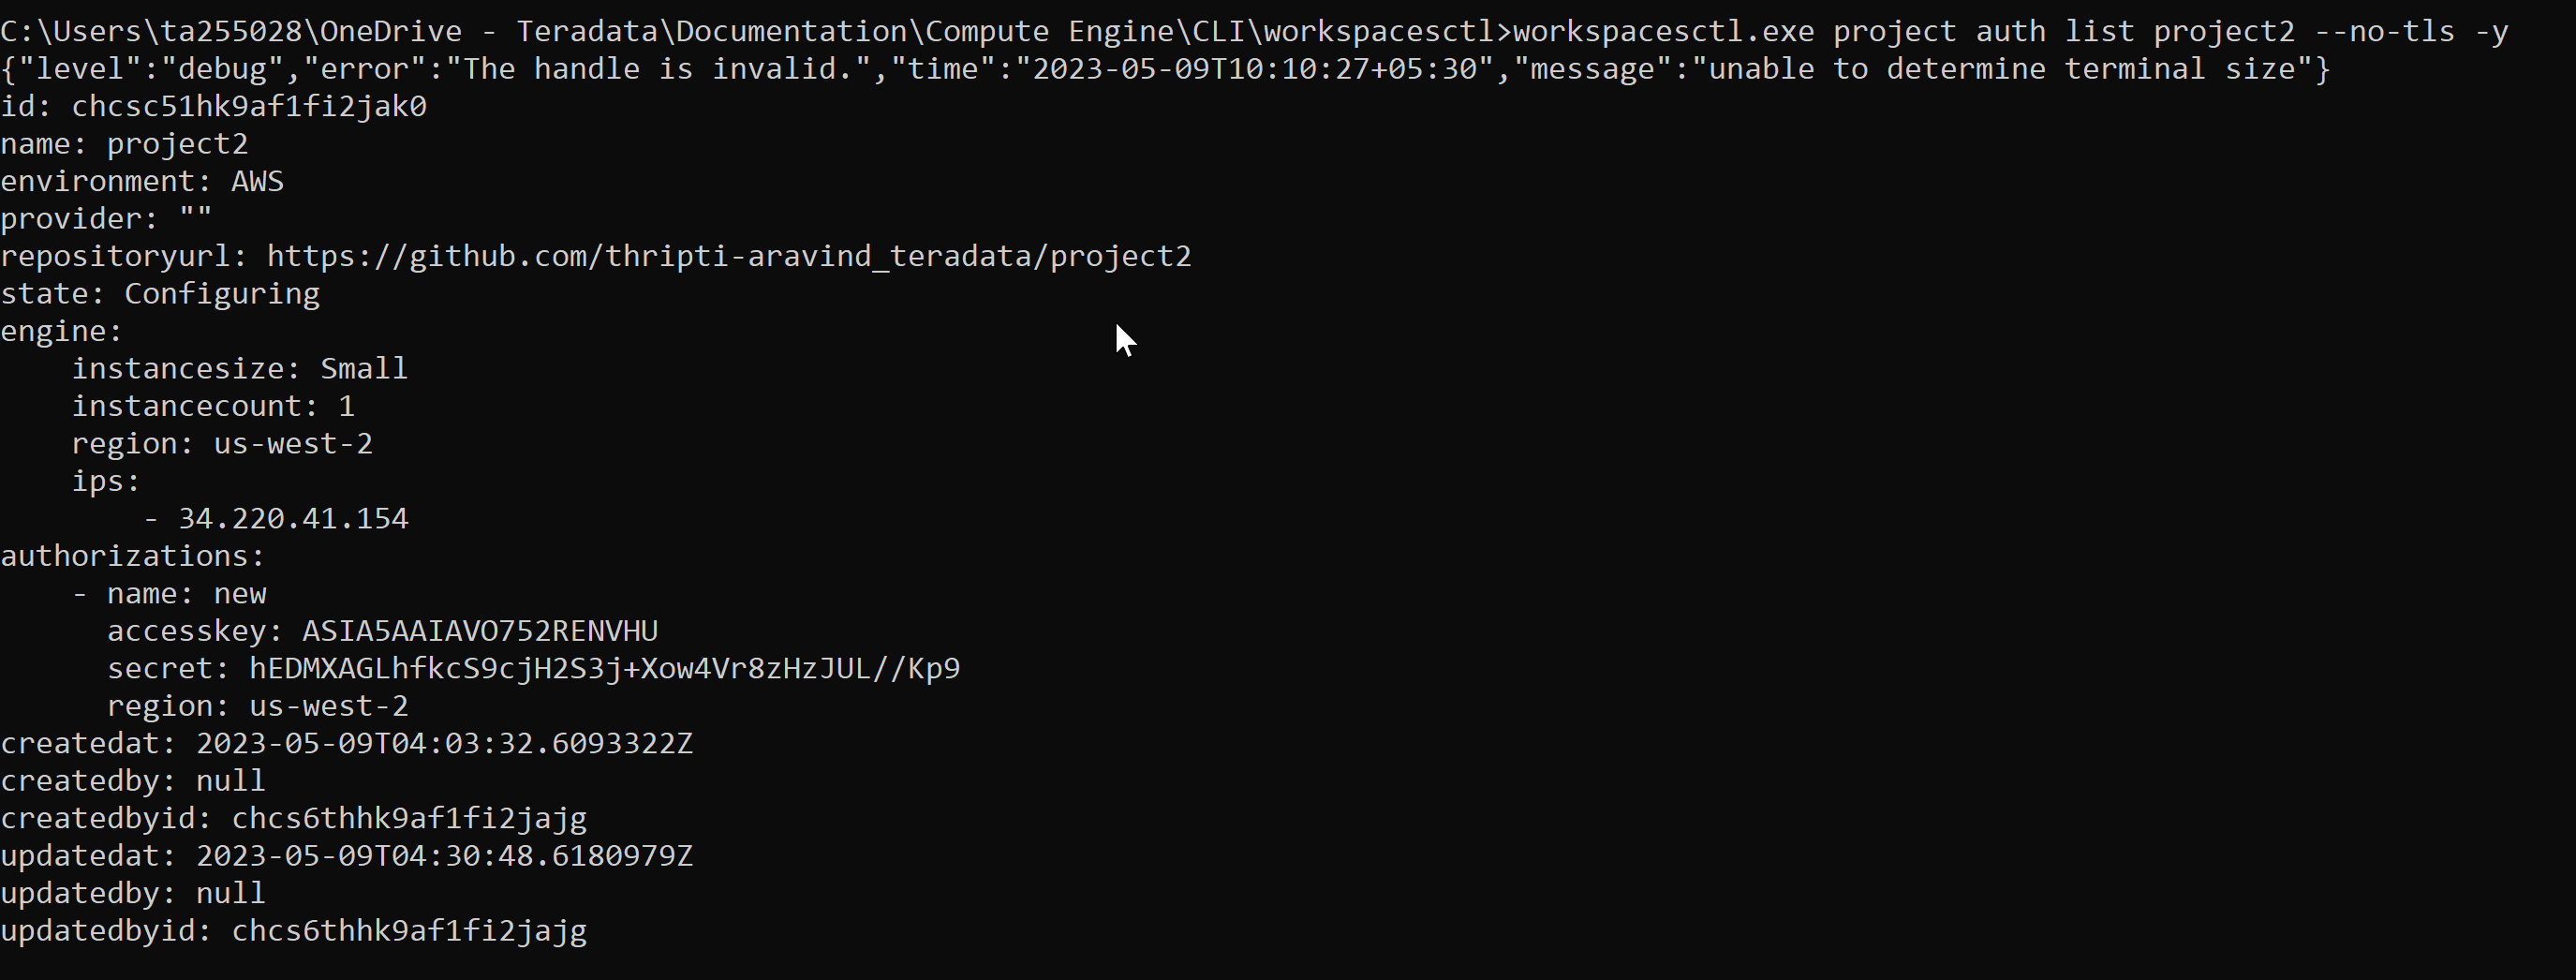 C:\Users\ta255028\OneDrive - Teradata\Documentation\Compute Engine\CLI\workspacesctl>workspacesctl.exe project auth list project2 --no-tls -y
{"level":"debug","error":"The handle is invalid.","time":"2023-05-09T10:10:27+05:30","message":"unable to determine terminal size"}
id: chcsc51hk9af1fi2jak0
name: project2
environment: AWS
provider: ""
repositoryurl: https://github.com/thripti-aravind_teradata/project2
state: Configuring
engine:
    instancesize: Small
    instancecount: 1
    region: us-west-2
    ips:
        - 34.220.41.154
authorizations:
    - name: new
      accesskey: ASIA5AAIAVO752RENVHU
      secret: hEDMXAGLhfkcS9cjH2S3j+Xow4Vr8zHzJUL//Kp9
      region: us-west-2
createdat: 2023-05-09T04:03:32.6093322Z
createdby: null
createdbyid: chcs6thhk9af1fi2jajg
updatedat: 2023-05-09T04:30:48.6180979Z
updatedby: null
updatedbyid: chcs6thhk9af1fi2jajg